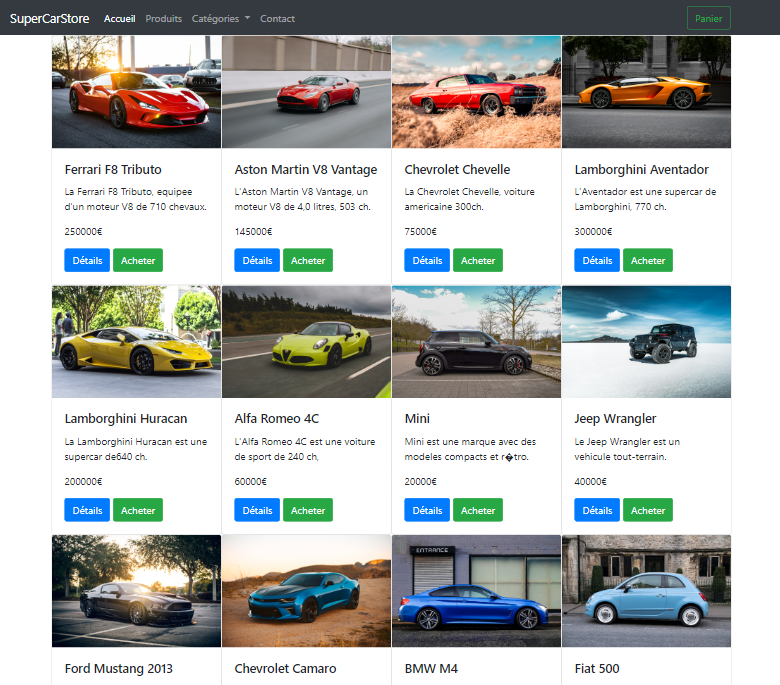 SuperCarStore Accueil Produits Catégories Contact Panier
Ferrari F8 Tributo
La Ferrari F8 Tributo, equipee
d'un moteur V8 de 710 chevaux.
250000€
Détails Acheter
Aston Martin V8 Vantage
L'Aston Martin V8 Vantage, un
moteur V8 de 4,0 litres, 503 ch.
145000€
Détails Acheter
Chevrolet Chevelle
La Chevrolet Chevelle, voiture
americaine 300ch.
75000€
Détails Acheter
Lamborghini Aventador
L'Aventador est une supercar de
Lamborghini, 770 ch.
300000€
Détails Acheter
Lamborghini Huracan
La Lamborghini Huracan est une
supercar de640 ch.
200000€
Détails Acheter
Alfa Romeo 4C
L'Alfa Romeo 4C est une voiture
de sport de 240 ch,
60000€
Détails Acheter
Mini
Mini est une marque avec des
modeles compacts et r�tro.
20000€
Détails Acheter
Jeep Wrangler
Le Jeep Wrangler est un
vehicule tout-terrain.
40000€
Détails Acheter
Ford Mustang 2013
Chevrolet Camaro
ENTRANCE
BMW M4
Fiat 500